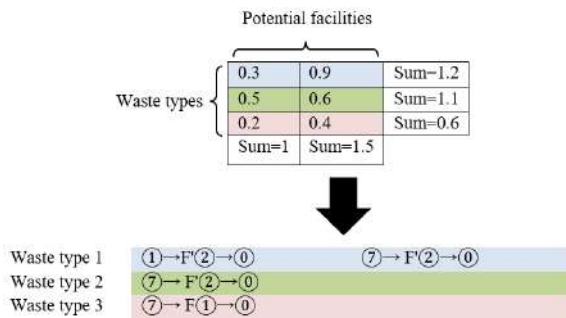 Potential facilities
Waste types
0.3 0.9 Sum=1.2
0.5 0.6 Sum=1.1
0.2 0.4 Sum=0.6
Sum=1 Sum=1.5
Waste type 1 ①→F'②→⓪ ⑦→F'②→⓪
Waste type 2 ⑦→F'②→⓪
Waste type 3 ⑦→F①→⓪